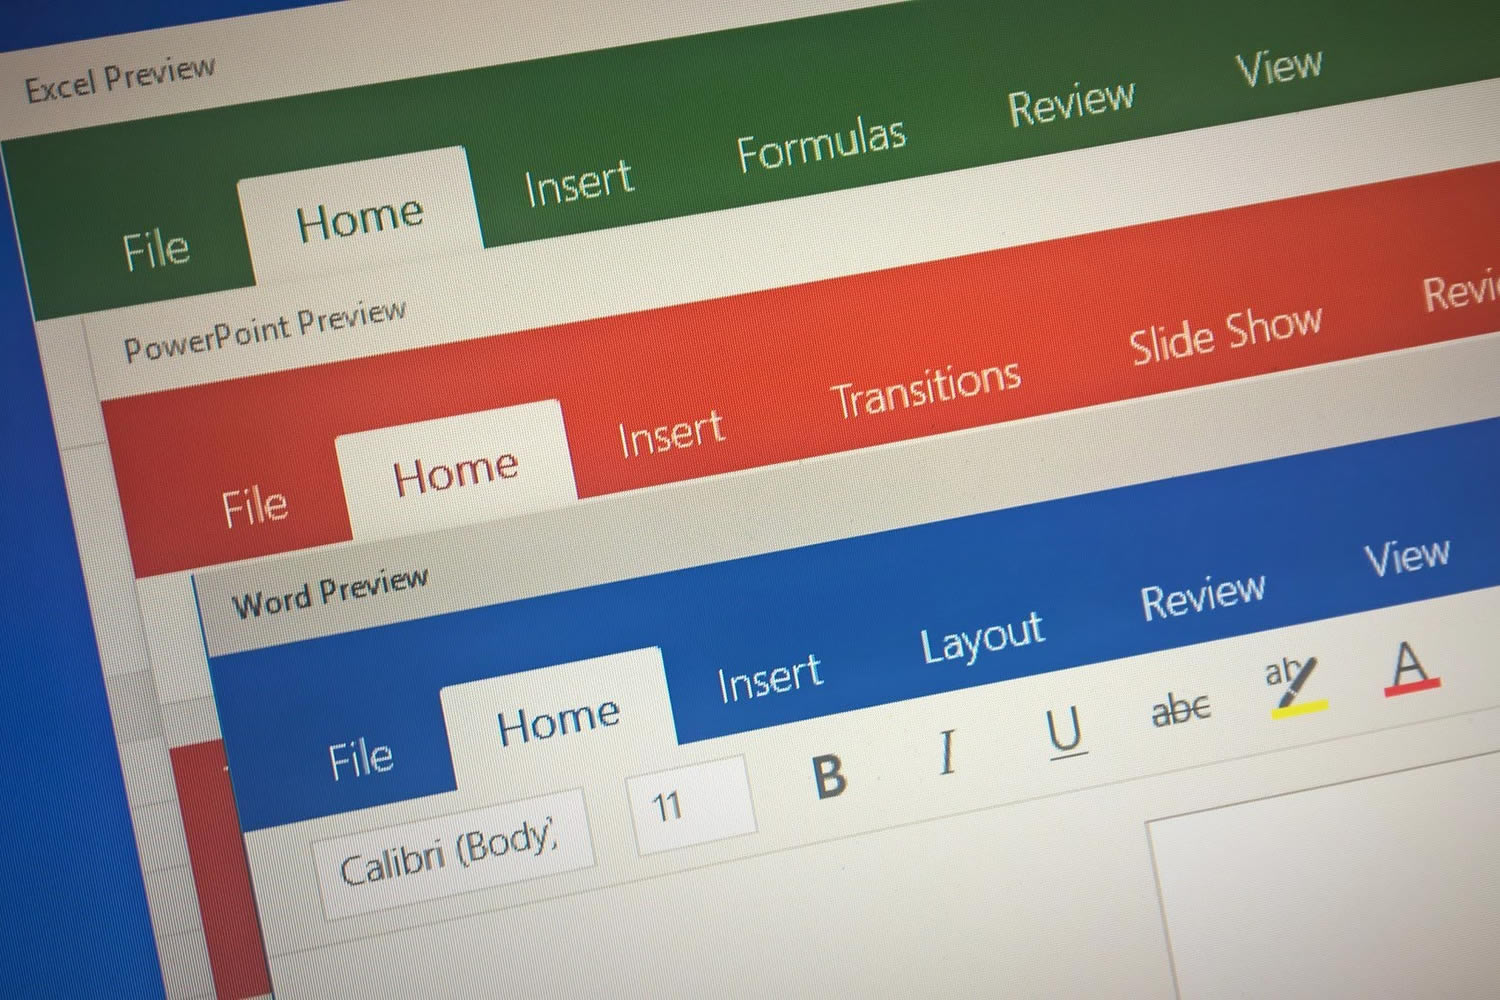 Excel Preview
File Home Insert Formulas Review View
PowerPoint Preview
File Home Insert Transitions Slide Show Revi
Word Preview
File Home Insert Layout Review View
Calibri (Body) 11 B I U abc ab A